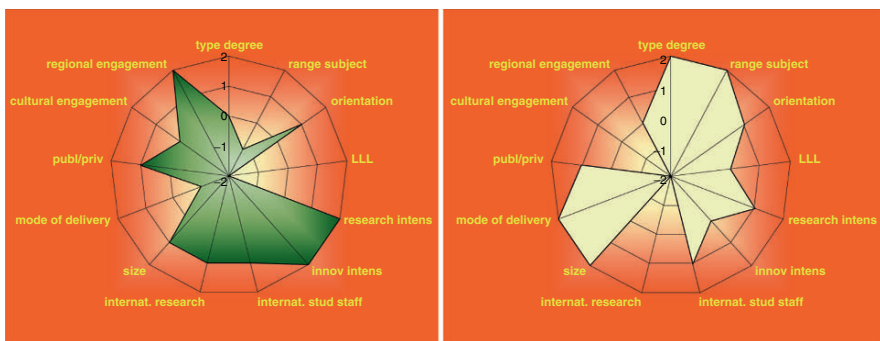 type degree
2
regional engagement
range subject
1
cultural engagement
orientation
0
publ/priv
-1
LLL
-2
mode of delivery
research intens
size
innov intens
internat. research
internat. stud staff
type degree
2
regional engagement
range subject
1
cultural engagement
orientation
0
publ/priv
-1
LLL
-2
mode of delivery
research intens
size
innov intens
internat. research
internat. stud staff